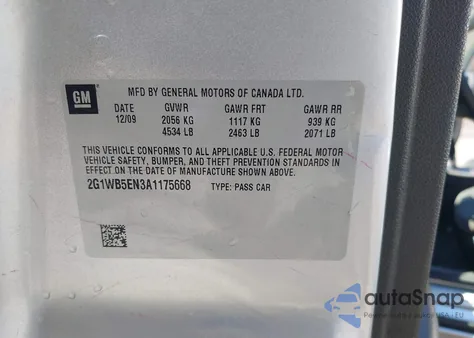 GM
MFD BY GENERAL MOTORS OF CANADA LTD.
DATE GVWR GAWR FRT GAWR RR
12/09 2056 KG 1117 KG 939 KG
4534 LB 2463 LB 2071 LB
THIS VEHICLE CONFORMS TO ALL APPLICABLE U.S. FEDERAL MOTOR
VEHICLE SAFETY, BUMPER, AND THEFT PREVENTION STANDARDS IN
EFFECT ON THE DATE OF MANUFACTURE SHOWN ABOVE.
2G1WB5EN3A1175668 TYPE: PASS CAR
autoSnap